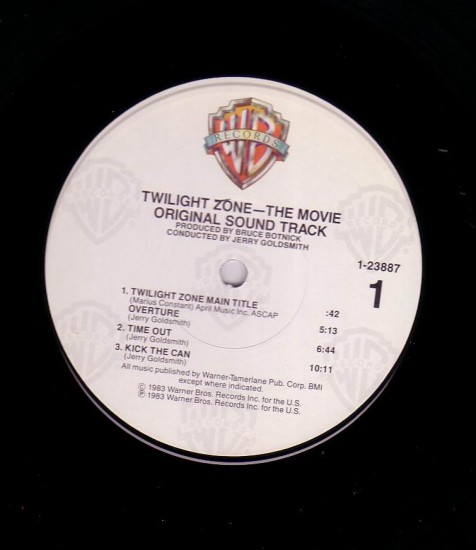 RECORDS
TWILIGHT ZONE—THE MOVIE
ORIGINAL SOUND TRACK
PRODUCED BY BRUCE BOTNICK
CONDUCTED BY JERRY GOLDSMITH
1-23887
1
1. TWILIGHT ZONE MAIN TITLE
(Marius Constant) April Music Inc. ASCAP :42
OVERTURE 5:13
(Jerry Goldsmith)
2. TIME OUT 6:44
(Jerry Goldsmith)
3. KICK THE CAN 10:11
(Jerry Goldsmith)
All music published by Warner-Tamerlane Pub. Corp. BMI
except where indicated.
© 1983 Warner Bros. Records Inc. for the U.S.
℗ 1983 Warner Bros. Records Inc. for the U.S.